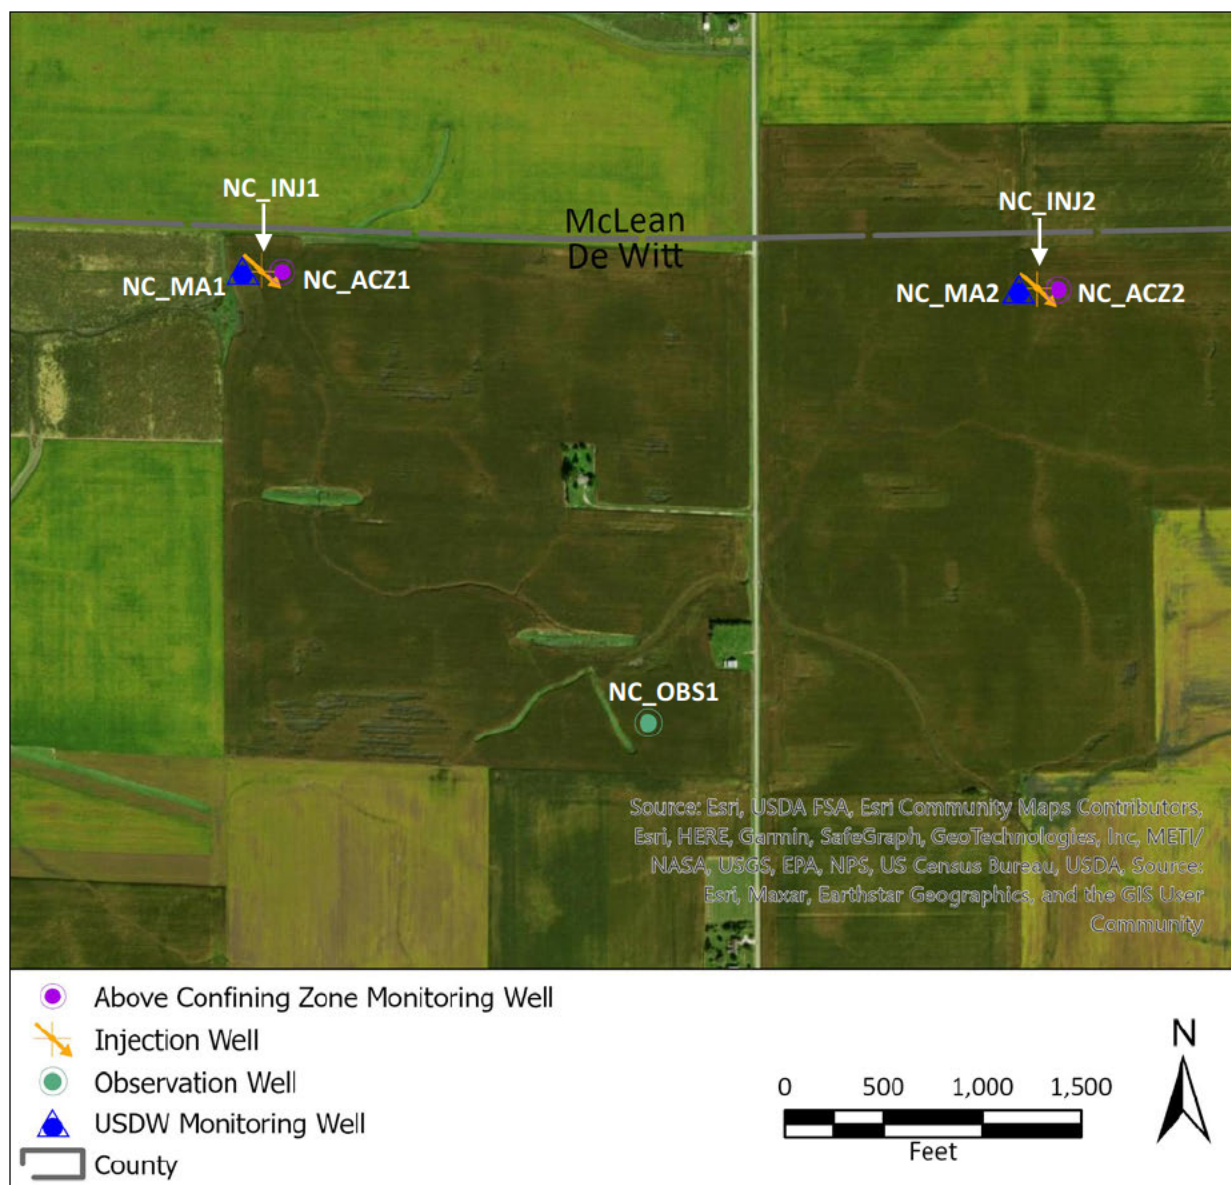 NC_INJ1
NC_INJ2
McLean
De Witt
NC_MA1
NC_ACZ1
NC_MA2
NC_ACZ2
NC_OBS1
Source: Esri, USDA FSA, Esri Community Maps Contributors,
Esri, HERE, Garmin, SafeGraph, GeoTechnologies, Inc, METI/
NASA, USGS, EPA, NPS, US Census Bureau, USDA, Source:
Esri, Maxar, Earthstar Geographics, and the GIS User
Community
Above Confining Zone Monitoring Well
Injection Well
Observation Well
USDW Monitoring Well
County
0 500 1,000 1,500
Feet
N